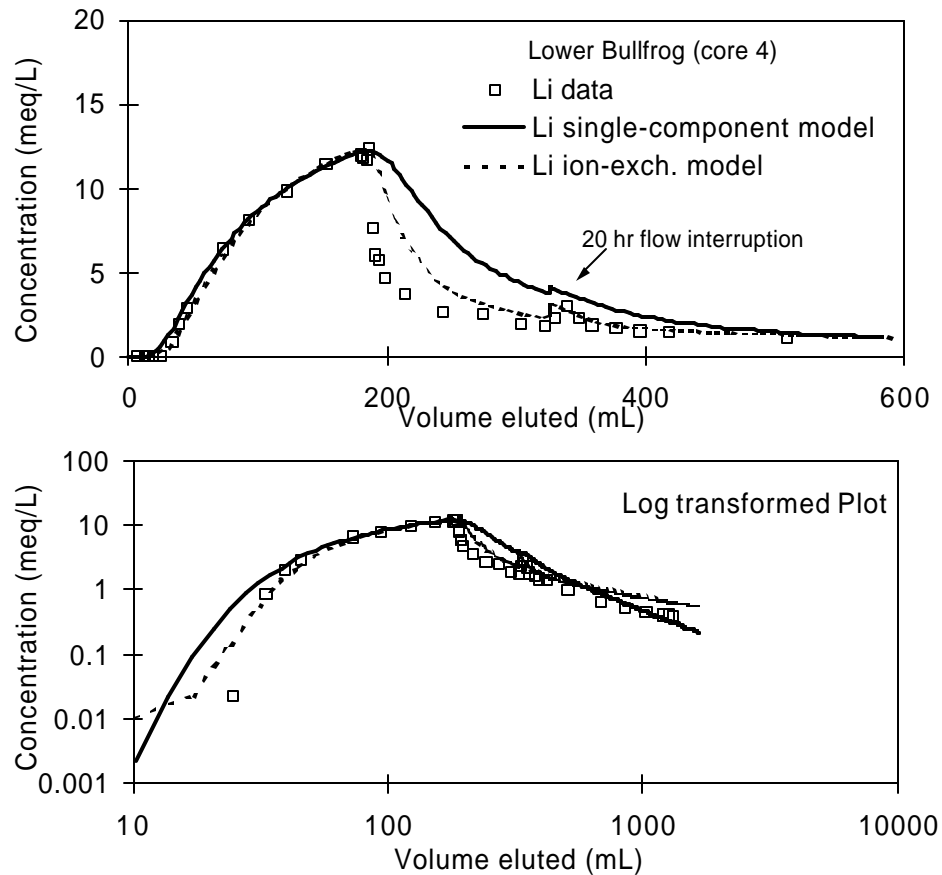 20
Lower Bullfrog (core 4)
Li data
15
Li single-component model
Li ion-exch. model
10
20 hr flow interruption
5
0
0 200 400 600
Concentration (meq/L)
Volume eluted (mL)
100
Log transformed Plot
10
1
0.1
0.01
0.001
10 100 1000 10000
Concentration (meq/L)
Volume eluted (mL)